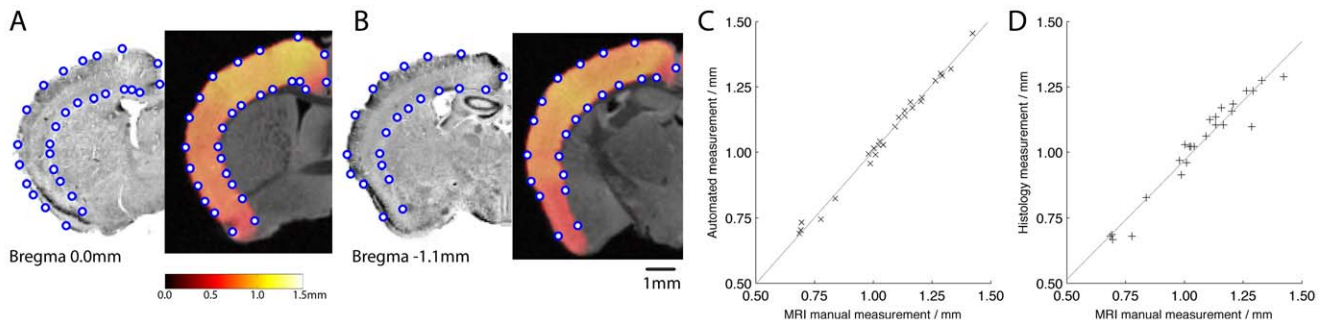 A
B
C
D
Bregma 0.0mm
Bregma -1.1mm
0.0 0.5 1.0 1.5mm
1mm
Automated measurement / mm
1.50
1.25
1.00
0.75
0.50
0.50 0.75 1.00 1.25 1.50
MRI manual measurement / mm
Histology measurement / mm
1.50
1.25
1.00
0.75
0.50
0.50 0.75 1.00 1.25 1.50
MRI manual measurement / mm